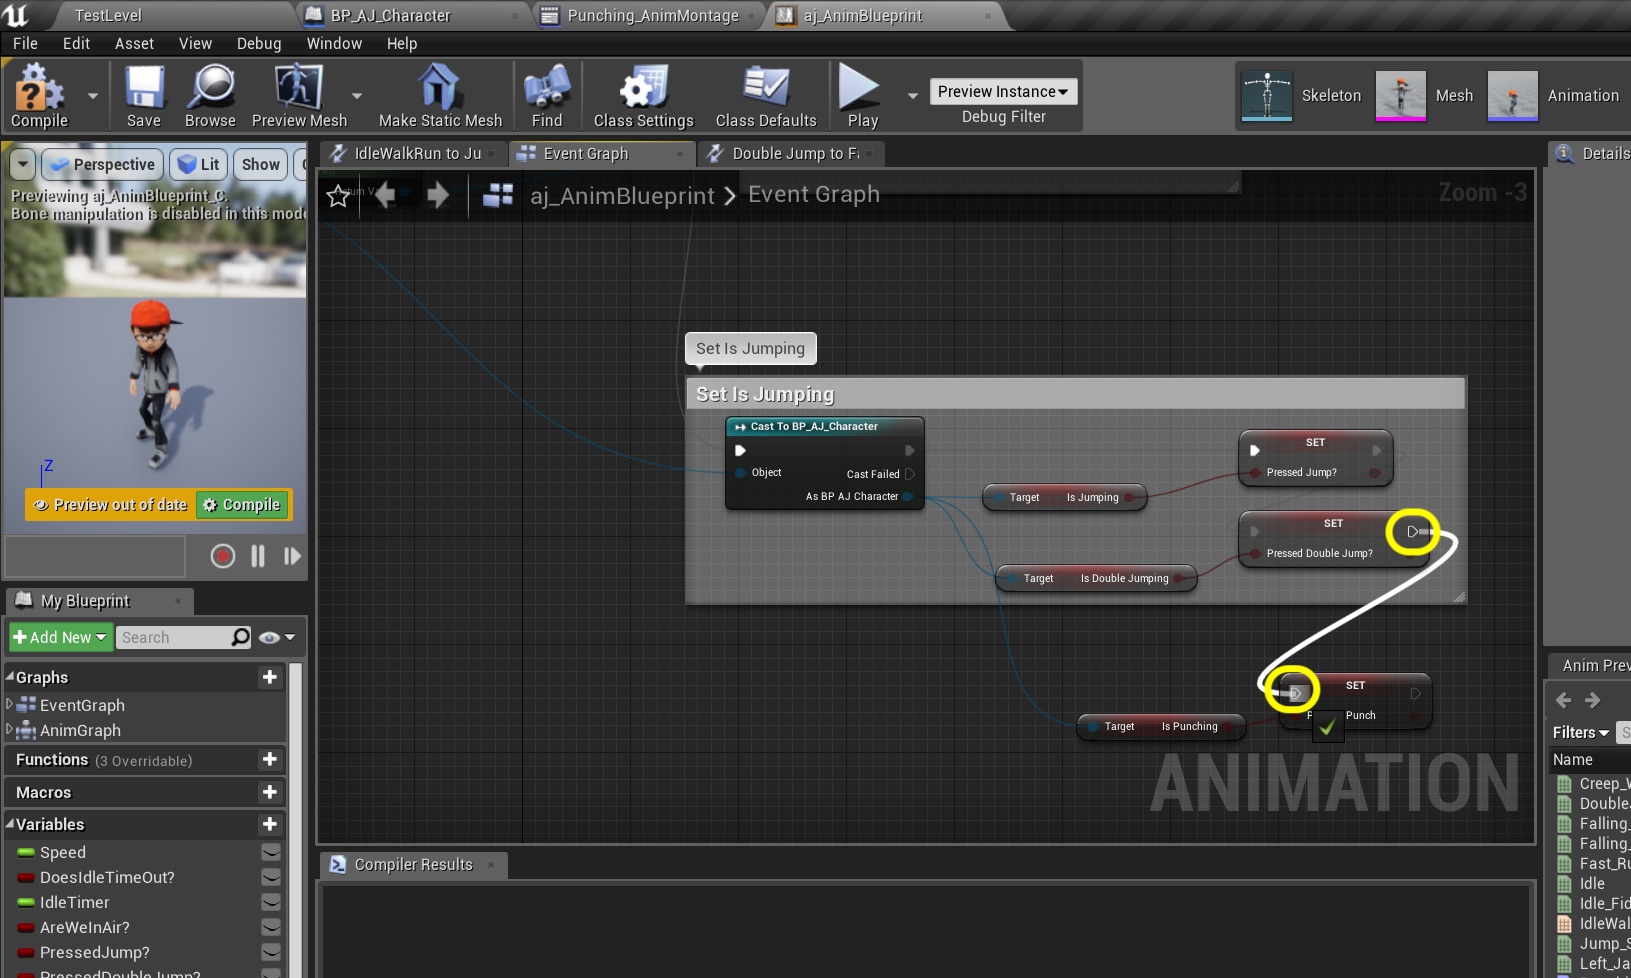 TestLevel
BP_AJ_Character
Punching_AnimMontage
aj_AnimBlueprint
File Edit Asset View Debug Window Help
Compile
Save
Browse
Preview Mesh
Make Static Mesh
Find
Class Settings
Class Defaults
Play
Preview Instance
Debug Filter
Skeleton
Mesh
Animation
Perspective
Lit
Show
Previewing aj_AnimBlueprint_C.
Bone manipulation is disabled in this mode
Z
Preview out of date
Compile
IdleWalkRun to Ju
Event Graph
Double Jump to Fa
Details
aj_AnimBlueprint > Event Graph
Zoom -3
Set Is Jumping
Set Is Jumping
Cast To BP_AJ_Character
Object
Cast Failed
As BP AJ Character
Target Is Jumping
SET
Pressed Jump?
SET
Pressed Double Jump?
Target Is Double Jumping
SET
Punch
Target Is Punching
ANIMATION
My Blueprint
Add New
Search
Graphs
EventGraph
AnimGraph
Functions (3 Overridable)
Macros
Variables
Speed
DoesIdleTimeOut?
IdleTimer
AreWeInAir?
PressedJump?
PressedDoubleJump?
Compiler Results
Anim Prev
Filters
Name
Creep_W
DoubleJ
Falling_
Falling_
Fast_Ru
Idle
Idle_Fid
IdleWal
Jump_S
Left_Ja